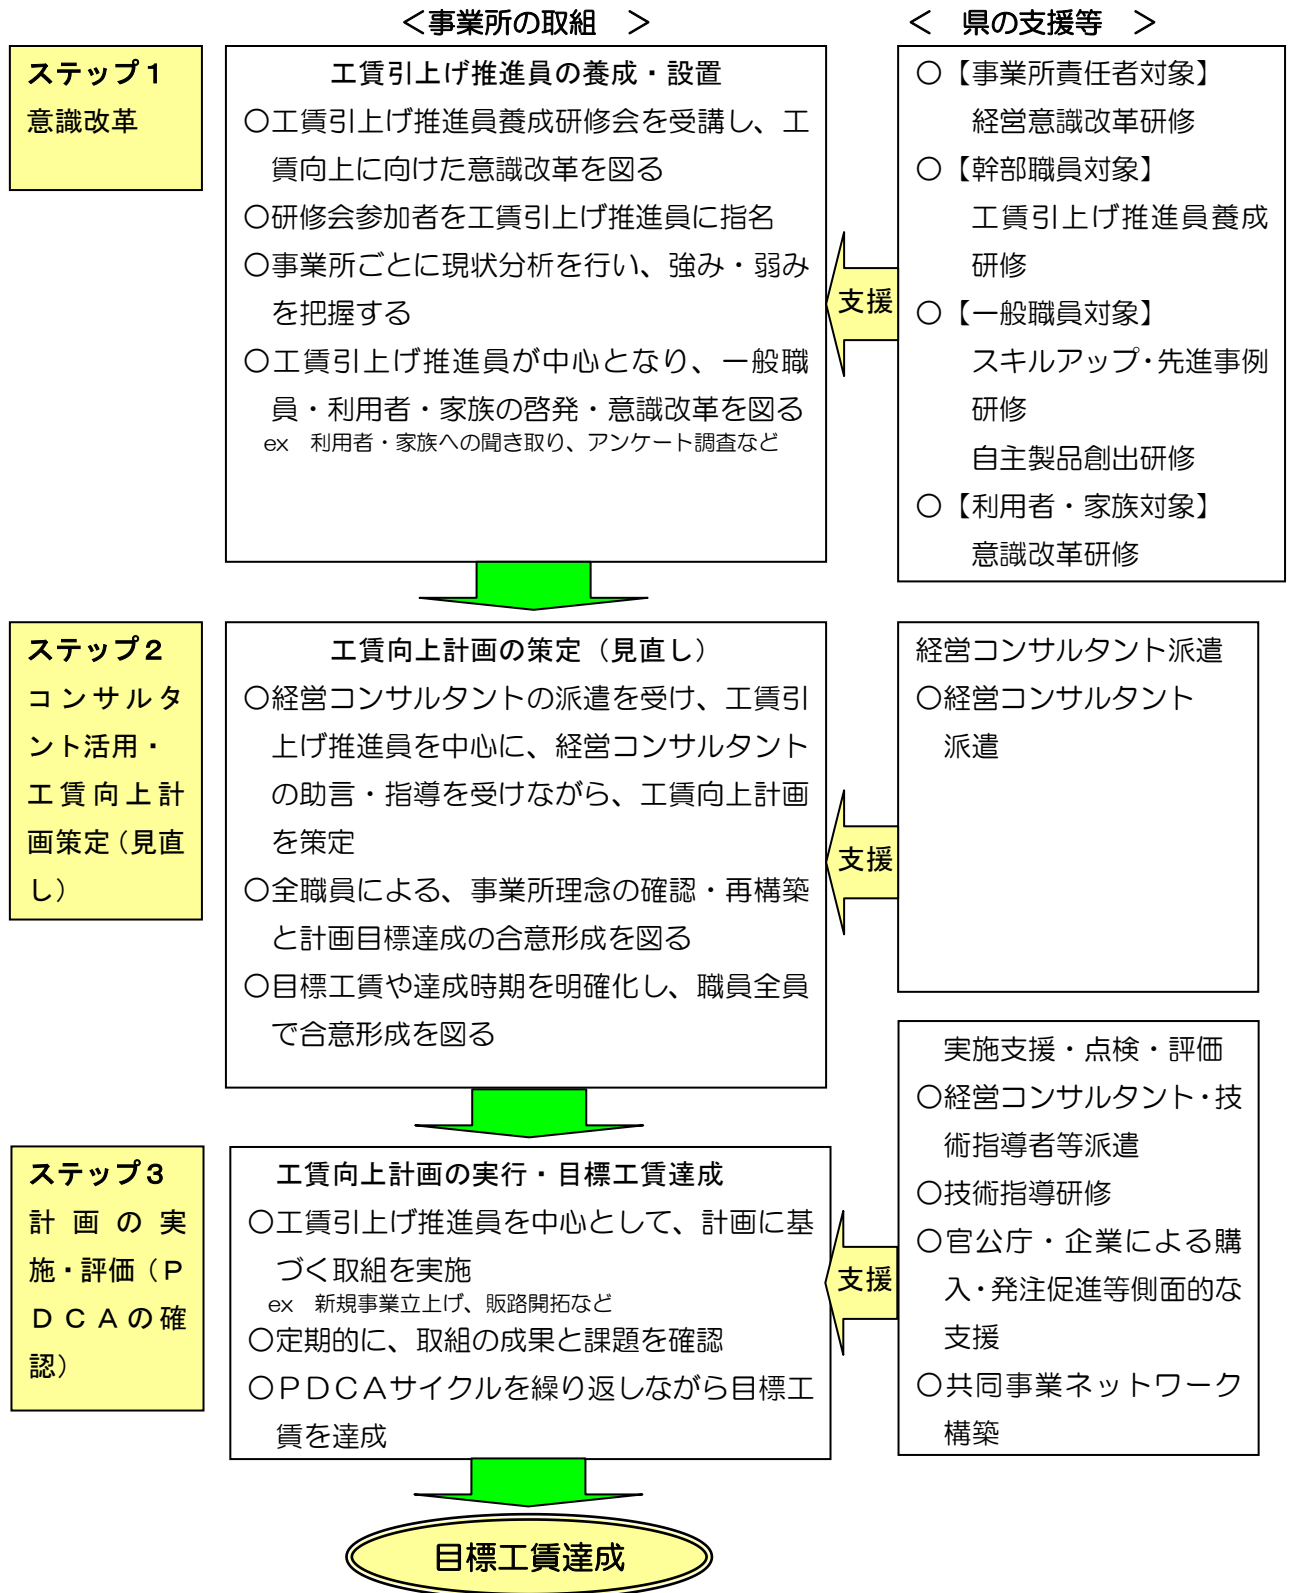 ＜事業所の取組　＞
＜　県の支援等　＞
ステップ１
意識改革
工賃引上げ推進員の養成・設置
〇工賃引上げ推進員養成研修会を受講し、工
賃向上に向けた意識改革を図る
〇研修会参加者を工賃引上げ推進員に指名
〇事業所ごとに現状分析を行い、強み・弱み
を把握する
〇工賃引上げ推進員が中心となり、一般職
員・利用者・家族の啓発・意識改革を図る
ex　利用者・家族への聞き取り、アンケート調査など
支援
〇【事業所責任者対象】
経営意識改革研修
〇【幹部職員対象】
工賃引上げ推進員養成
研修
〇【一般職員対象】
スキルアップ・先進事例
研修
自主製品創出研修
〇【利用者・家族対象】
意識改革研修
ステップ２
コンサルタ
ント活用・
工賃向上計
画策定（見直
し）
工賃向上計画の策定（見直し）
〇経営コンサルタントの派遣を受け、工賃引
上げ推進員を中心に、経営コンサルタント
の助言・指導を受けながら、工賃向上計画
を策定
〇全職員による、事業所理念の確認・再構築
と計画目標達成の合意形成を図る
〇目標工賃や達成時期を明確化し、職員全員
で合意形成を図る
支援
経営コンサルタント派遣
〇経営コンサルタント
派遣
ステップ３
計画の実
施・評価（Ｐ
ＤＣＡの確
認）
工賃向上計画の実行・目標工賃達成
〇工賃引上げ推進員を中心として、計画に基
づく取組を実施
ex　新規事業立上げ、販路開拓など
〇定期的に、取組の成果と課題を確認
〇ＰＤＣＡサイクルを繰り返しながら目標工
賃を達成
支援
実施支援・点検・評価
〇経営コンサルタント・技
術指導者等派遣
〇技術指導研修
〇官公庁・企業による購
入・発注促進等側面的な
支援
〇共同事業ネットワーク
構築
目標工賃達成